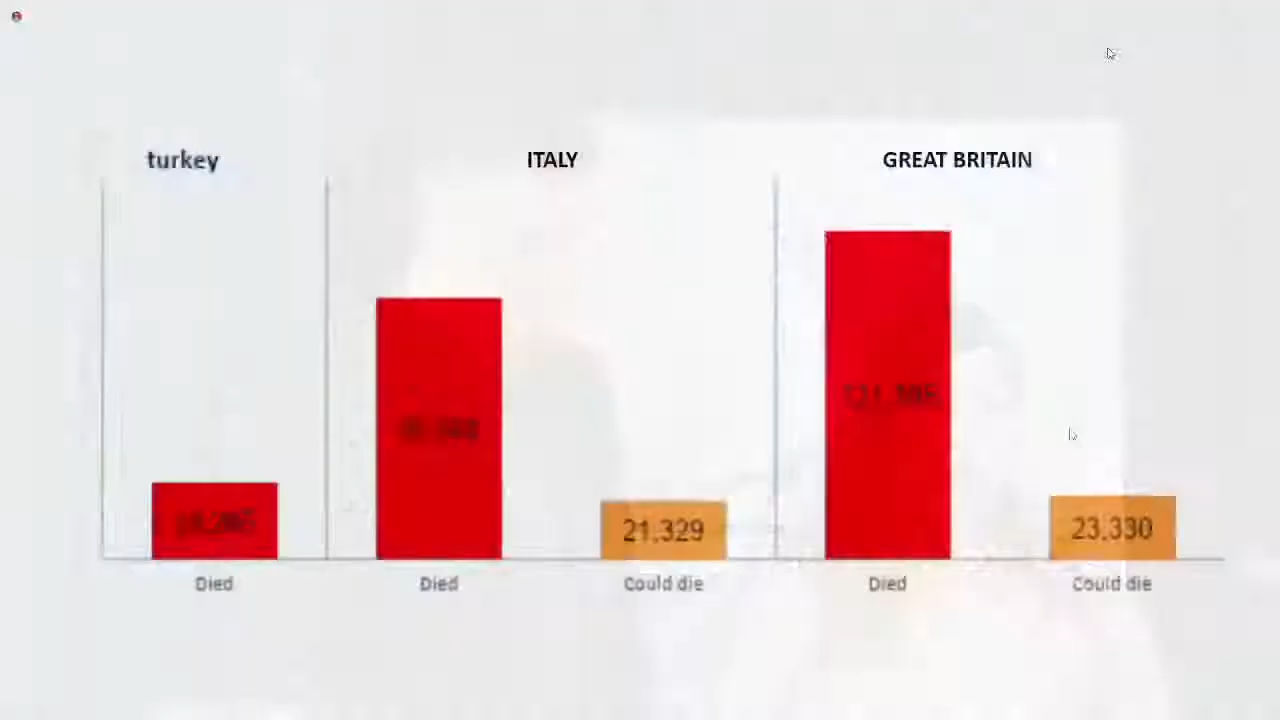 turkey
ITALY
GREAT BRITAIN
21,329
23,330
Died
Died
Could die
Died
Could die